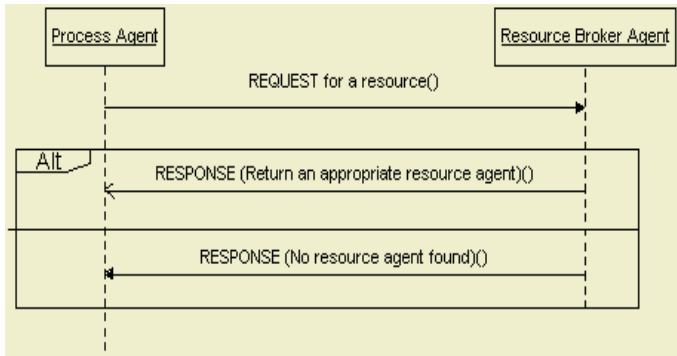 Process Agent
Resource Broker Agent
REQUEST for a resource()
Alt
RESPONSE (Return an appropriate resource agent)()
RESPONSE (No resource agent found)()